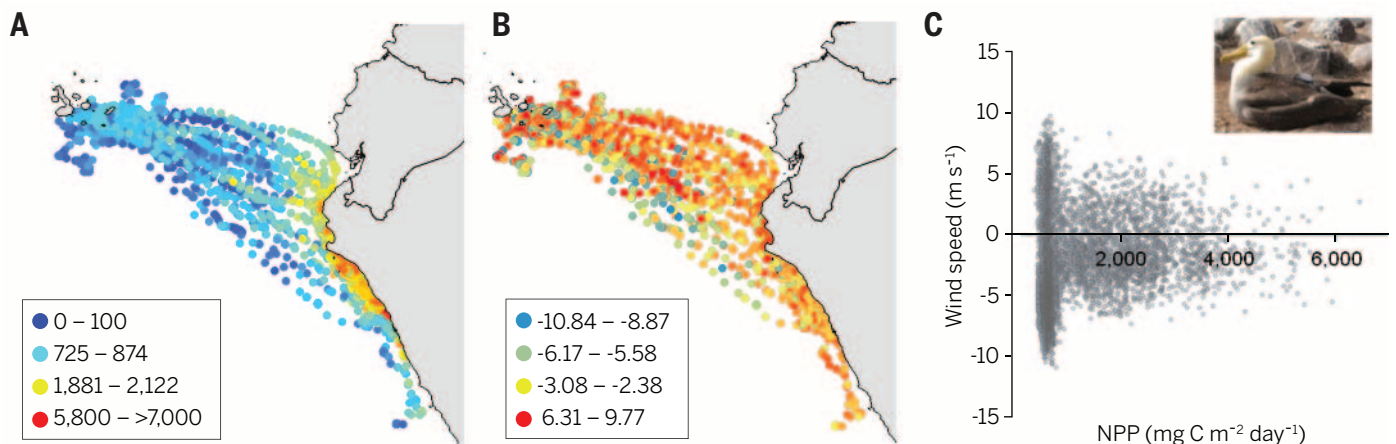 A
0 – 100
725 – 874
1,881 – 2,122
5,800 – >7,000
B
-10.84 – -8.87
-6.17 – -5.58
-3.08 – -2.38
6.31 – 9.77
C
15
10
5
0
-5
-10
-15
Wind speed (m s⁻¹)
2,000 4,000 6,000
NPP (mg C m⁻² day⁻¹)